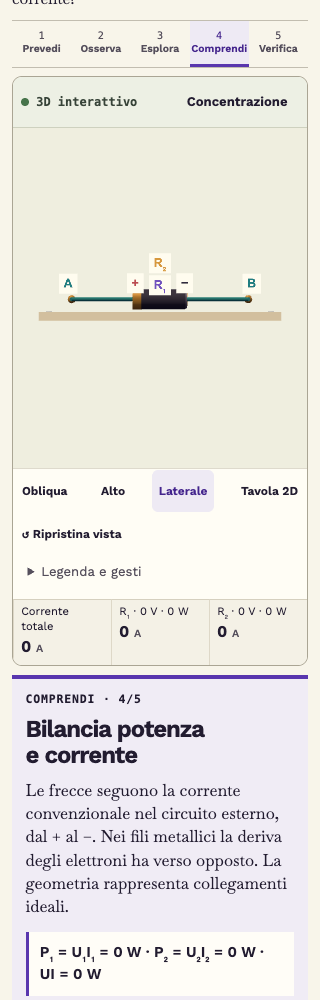 1 2 3 4 5
Prevedi Osserva Esplora Comprendi Verifica
3D interattivo Concentrazione
R₂
A + R₁ − B
Obliqua Alto Laterale Tavola 2D
↺ Ripristina vista
▶ Legenda e gesti
Corrente totale
0 A
R₁ · 0 V · 0 W
0 A
R₂ · 0 V · 0 W
0 A
COMPRENDI · 4/5
Bilancia potenza
e corrente
Le frecce seguono la corrente
convenzionale nel circuito esterno,
dal + al −. Nei fili metallici la deriva
degli elettroni ha verso opposto. La
geometria rappresenta collegamenti
ideali.
P₁ = U₁I₁ = 0 W · P₂ = U₂I₂ = 0 W ·
UI = 0 W